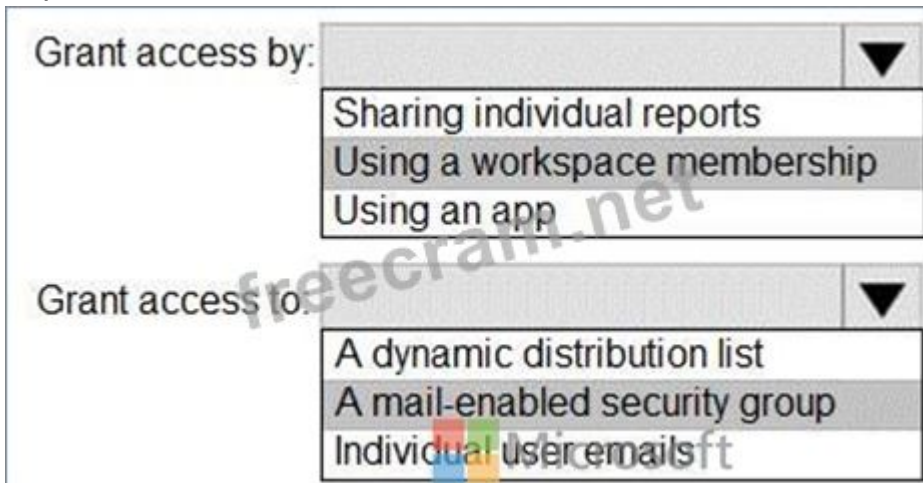 Grant access by:
Sharing individual reports
Using a workspace membership
Using an app
freecram.net
Grant access to:
A dynamic distribution list
A mail-enabled security group
Individual user emails
Microsoft